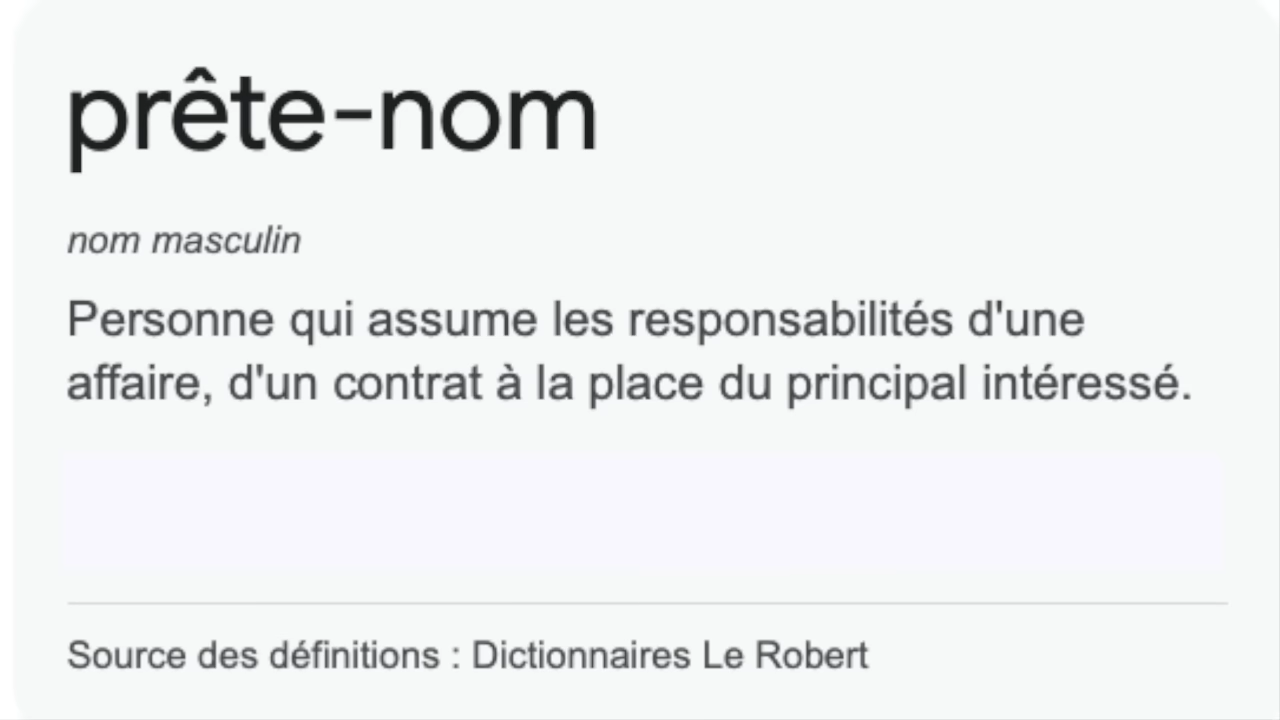 prête-nom
nom masculin
Personne qui assume les responsabilités d'une
affaire, d'un contrat à la place du principal intéressé.
Source des définitions : Dictionnaires Le Robert